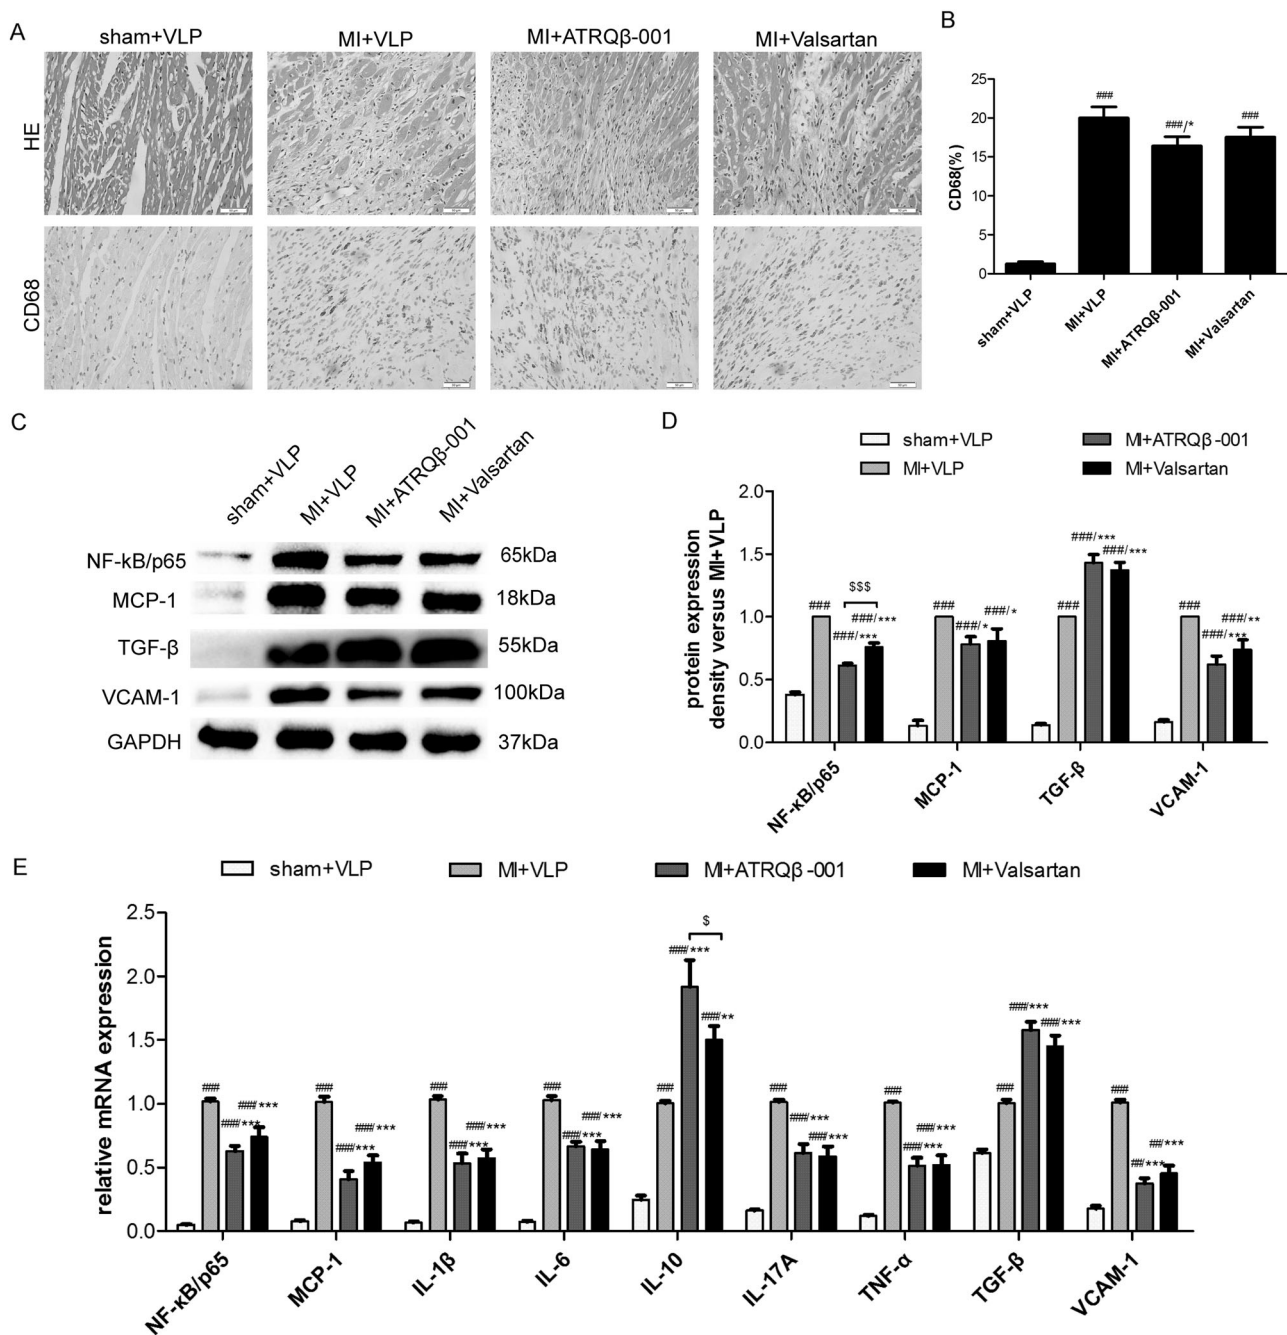 A
sham+VLP
MI+VLP
MI+ATRQβ-001
MI+Valsartan
HE
CD68
B
CD68(%)
25
20
15
10
5
0
###
###/*
###
sham+VLP
MI+VLP
MI+ATRQβ-001
MI+Valsartan
C
sham+VLP
MI+VLP
MI+ATRQβ-001
MI+Valsartan
NF-kB/p65
65kDa
MCP-1
18kDa
TGF-β
55kDa
VCAM-1
100kDa
GAPDH
37kDa
D
sham+VLP
MI+ATRQβ-001
MI+VLP
MI+Valsartan
protein expression
density versus MI+VLP
2.0
1.5
1.0
0.5
0.0
###
###/***
$$$
###/***
###
###/*
###/*
###
###/***
###/***
###
###/***
###/**
NF-κB/p65
MCP-1
TGF-β
VCAM-1
E
sham+VLP
MI+VLP
MI+ATRQβ-001
MI+Valsartan
relative mRNA expression
2.5
2.0
1.5
1.0
0.5
0.0
###
###/***
###/***
###
###/***
###/***
###
###/***
###/***
###
###/***
###/***
###
###/***
$
###/**
###
###/***
###/***
###
###/***
###/***
###
###/***
###/***
###
##/***
##/***
NF-κB/p65
MCP-1
IL-1β
IL-6
IL-10
IL-17A
TNF-α
TGF-β
VCAM-1